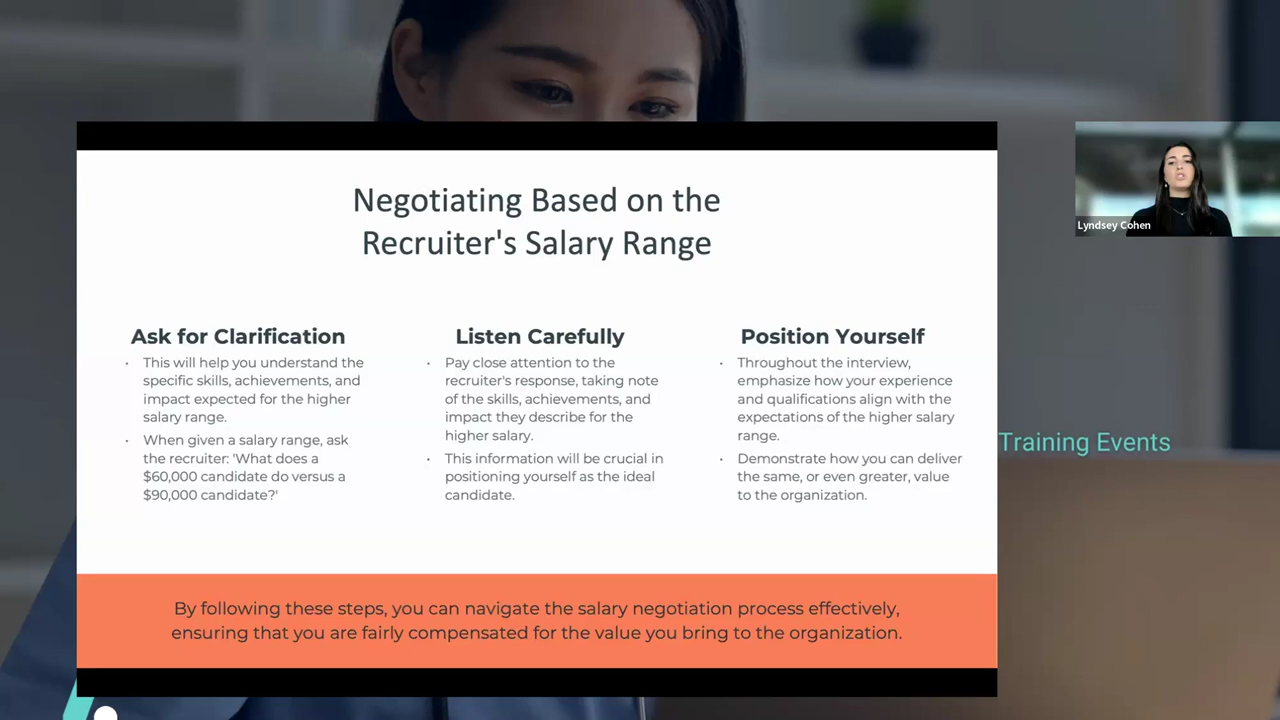 Negotiating Based on the
Recruiter's Salary Range
Ask for Clarification
• This will help you understand the
specific skills, achievements, and
impact expected for the higher
salary range.
• When given a salary range, ask
the recruiter: 'What does a
$60,000 candidate do versus a
$90,000 candidate?'
Listen Carefully
• Pay close attention to the
recruiter's response, taking note
of the skills, achievements, and
impact they describe for the
higher salary.
• This information will be crucial in
positioning yourself as the ideal
candidate.
Position Yourself
• Throughout the interview,
emphasize how your experience
and qualifications align with the
expectations of the higher salary
range.
• Demonstrate how you can deliver
the same, or even greater, value
to the organization.
By following these steps, you can navigate the salary negotiation process effectively,
ensuring that you are fairly compensated for the value you bring to the organization.
Lyndsey Cohen
Training Events